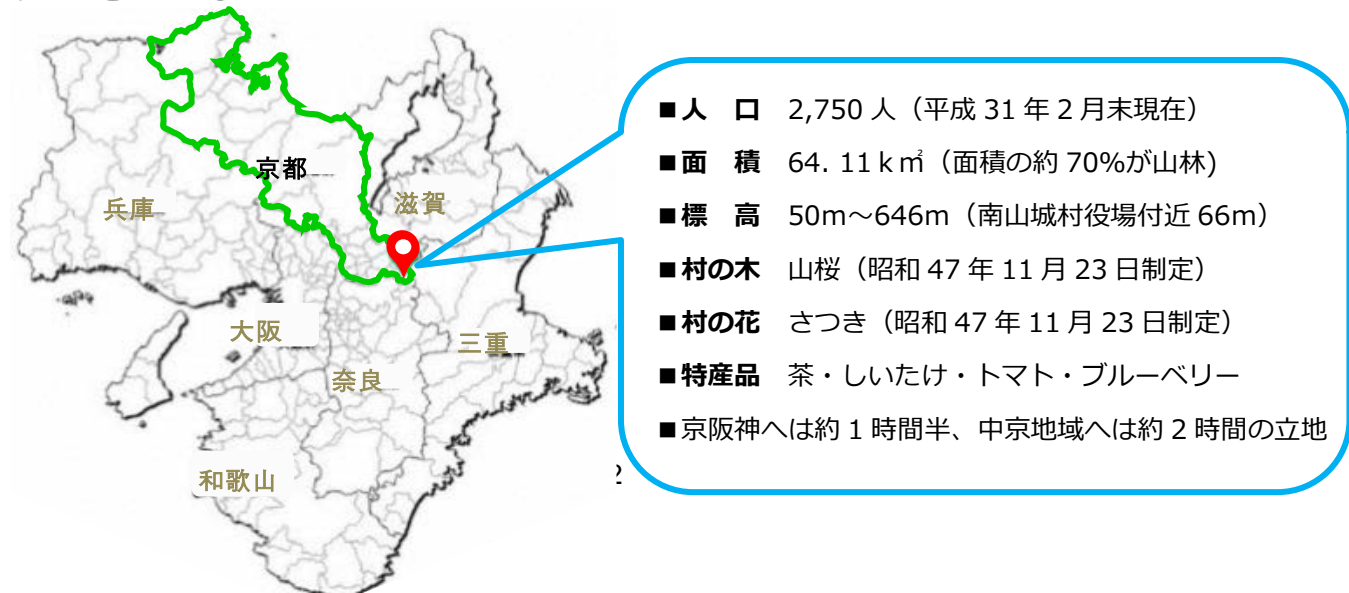 京都
兵庫
滋賀
大阪
三重
奈良
和歌山
2
■人　口　2,750 人（平成 31 年 2 月末現在）
■面　積　64. 11ｋ㎡（面積の約 70%が山林)
■標　高　50m～646m（南山城村役場付近 66m）
■村の木　山桜（昭和 47 年 11 月 23 日制定）
■村の花　さつき（昭和 47 年 11 月 23 日制定）
■特産品　茶・しいたけ・トマト・ブルーベリー
■京阪神へは約 1 時間半、中京地域へは約 2 時間の立地